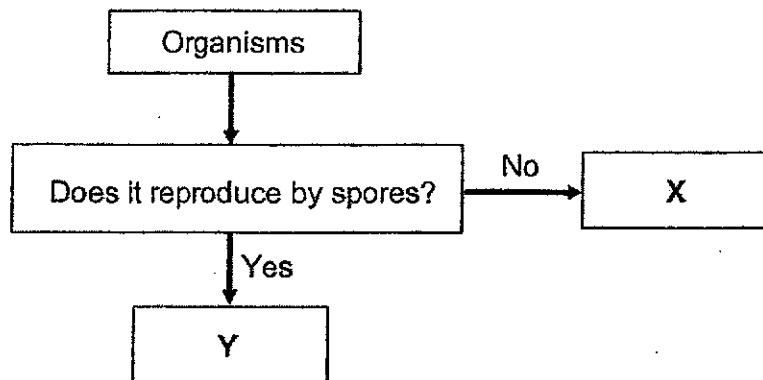 Organisms
Does it reproduce by spores?
No
X
Yes
Y